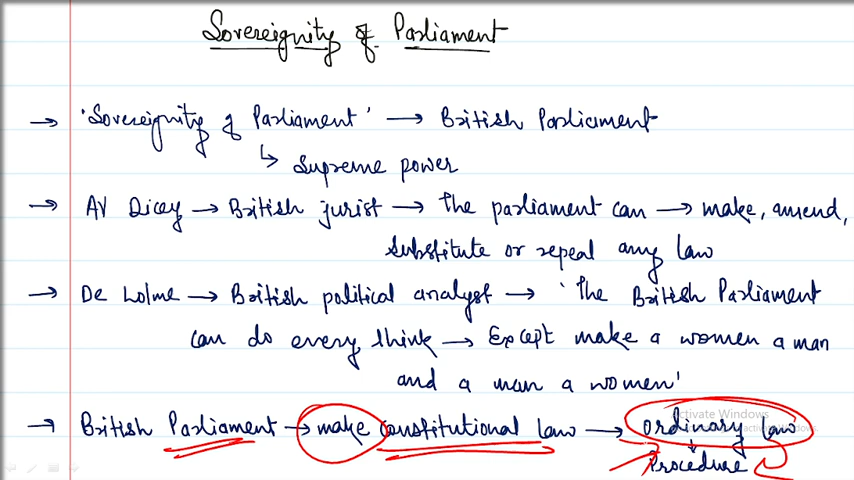 Sovereignity of Parliament
→ 'Sovereignity of Parliament' → British Parliament
↳ Supreme power
→ AV Dicey → British jurist → the parliament can → make, amend,
substitute or repeal any law
→ De Lolme → British political analyst → 'the British Parliament
can do every think → Except make a women a man
and a man a women'
Activate Windows
→ British Parliament → make constitutional law → ordinary law
Procedure